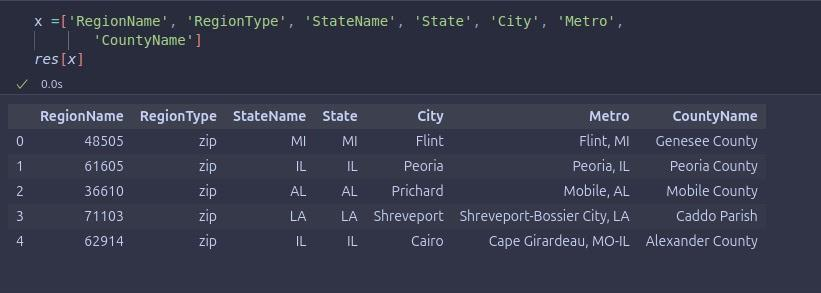 x =['RegionName', 'RegionType', 'StateName', 'State', 'City', 'Metro',
'CountyName']
res[x]
✓ 0.0s
RegionName RegionType StateName State City Metro CountyName
0 48505 zip MI MI Flint Flint, MI Genesee County
1 61605 zip IL IL Peoria Peoria, IL Peoria County
2 36610 zip AL AL Prichard Mobile, AL Mobile County
3 71103 zip LA LA Shreveport Shreveport-Bossier City, LA Caddo Parish
4 62914 zip IL IL Cairo Cape Girardeau, MO-IL Alexander County